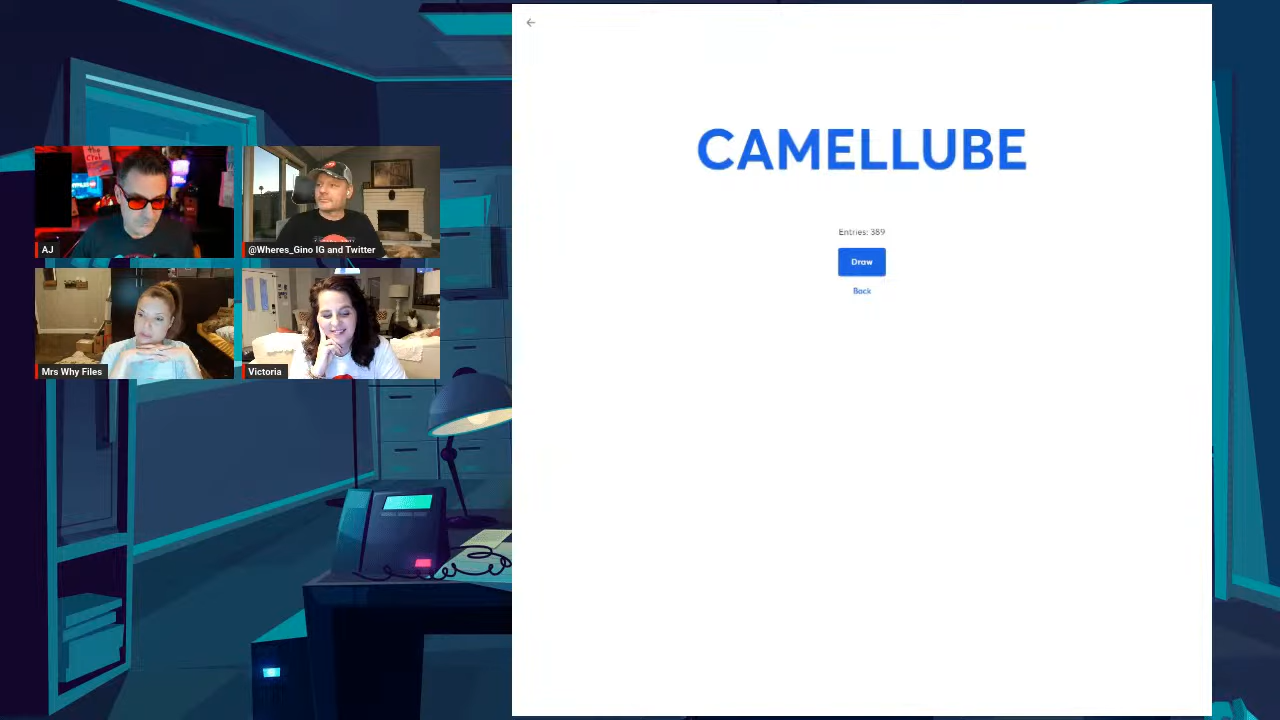 ←
CAMELLUBE
Entries: 389
Draw
Back
AJ
@Wheres_Gino IG and Twitter
Mrs Why Files
Victoria